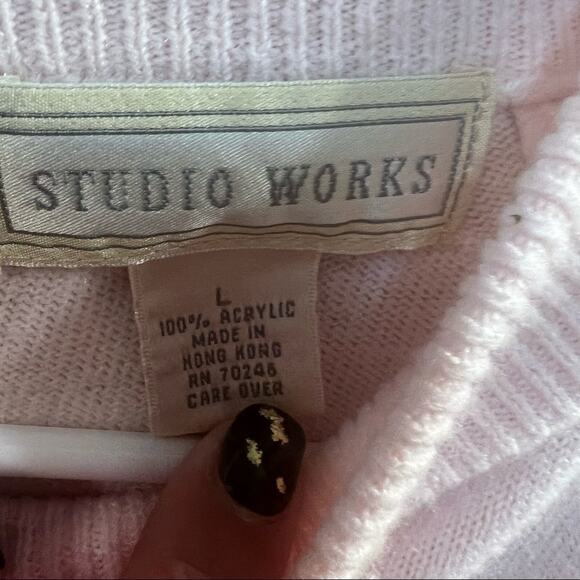 STUDIO WORKS
L
100% ACRYLIC
MADE IN
HONG KONG
RN 70246
CARE OVER